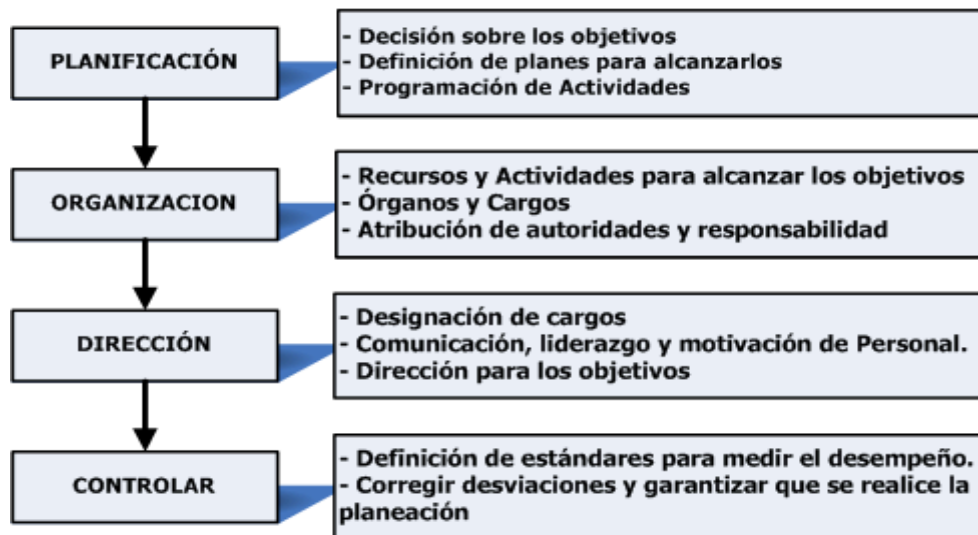 PLANIFICACIÓN
- Decisión sobre los objetivos
- Definición de planes para alcanzarlos
- Programación de Actividades
ORGANIZACION
- Recursos y Actividades para alcanzar los objetivos
- Órganos y Cargos
- Atribución de autoridades y responsabilidad
DIRECCIÓN
- Designación de cargos
- Comunicación, liderazgo y motivación de Personal.
- Dirección para los objetivos
CONTROLAR
- Definición de estándares para medir el desempeño.
- Corregir desviaciones y garantizar que se realice la
planeación